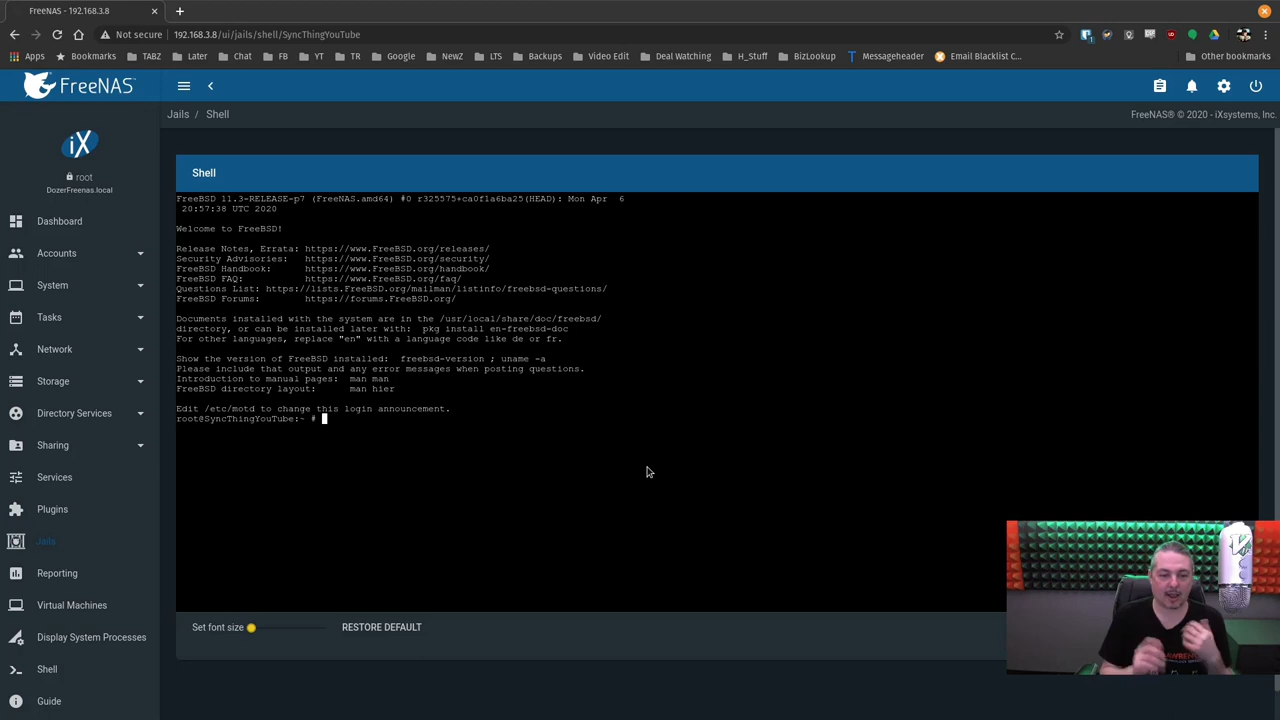 FreeNAS - 192.168.3.8
Not secure
192.168.3.8/ui/jails/shell/SyncThingYouTube
Apps
Bookmarks
TABZ
Later
Chat
FB
YT
TR
Google
NewZ
LTS
Backups
Video Edit
Deal Watching
H_Stuff
BizLookup
Messageheader
Email Blacklist C...
Other bookmarks
FreeNAS®
Jails / Shell
FreeNAS® © 2020 - iXsystems, Inc.
iX
root
DozerFreenas.local
Dashboard
Accounts
System
Tasks
Network
Storage
Directory Services
Sharing
Services
Plugins
Jails
Reporting
Virtual Machines
Display System Processes
Shell
Guide
Shell
FreeBSD 11.3-RELEASE-p7 (FreeNAS.amd64) #0 r325575+ca0f1a6ba25(HEAD): Mon Apr  6
20:57:38 UTC 2020
Welcome to FreeBSD!
Release Notes, Errata: https://www.FreeBSD.org/releases/
Security Advisories:   https://www.FreeBSD.org/security/
FreeBSD Handbook:      https://www.FreeBSD.org/handbook/
FreeBSD FAQ:           https://www.FreeBSD.org/faq/
Questions List: https://lists.FreeBSD.org/mailman/listinfo/freebsd-questions/
FreeBSD Forums:        https://forums.FreeBSD.org/
Documents installed with the system are in the /usr/local/share/doc/freebsd/
directory, or can be installed later with:  pkg install en-freebsd-doc
For other languages, replace "en" with a language code like de or fr.
Show the version of FreeBSD installed:  freebsd-version ; uname -a
Please include that output and any error messages when posting questions.
Introduction to manual pages:  man man
FreeBSD directory layout:      man hier
Edit /etc/motd to change this login announcement.
root@SyncThingYouTube:~ #
Set font size
RESTORE DEFAULT